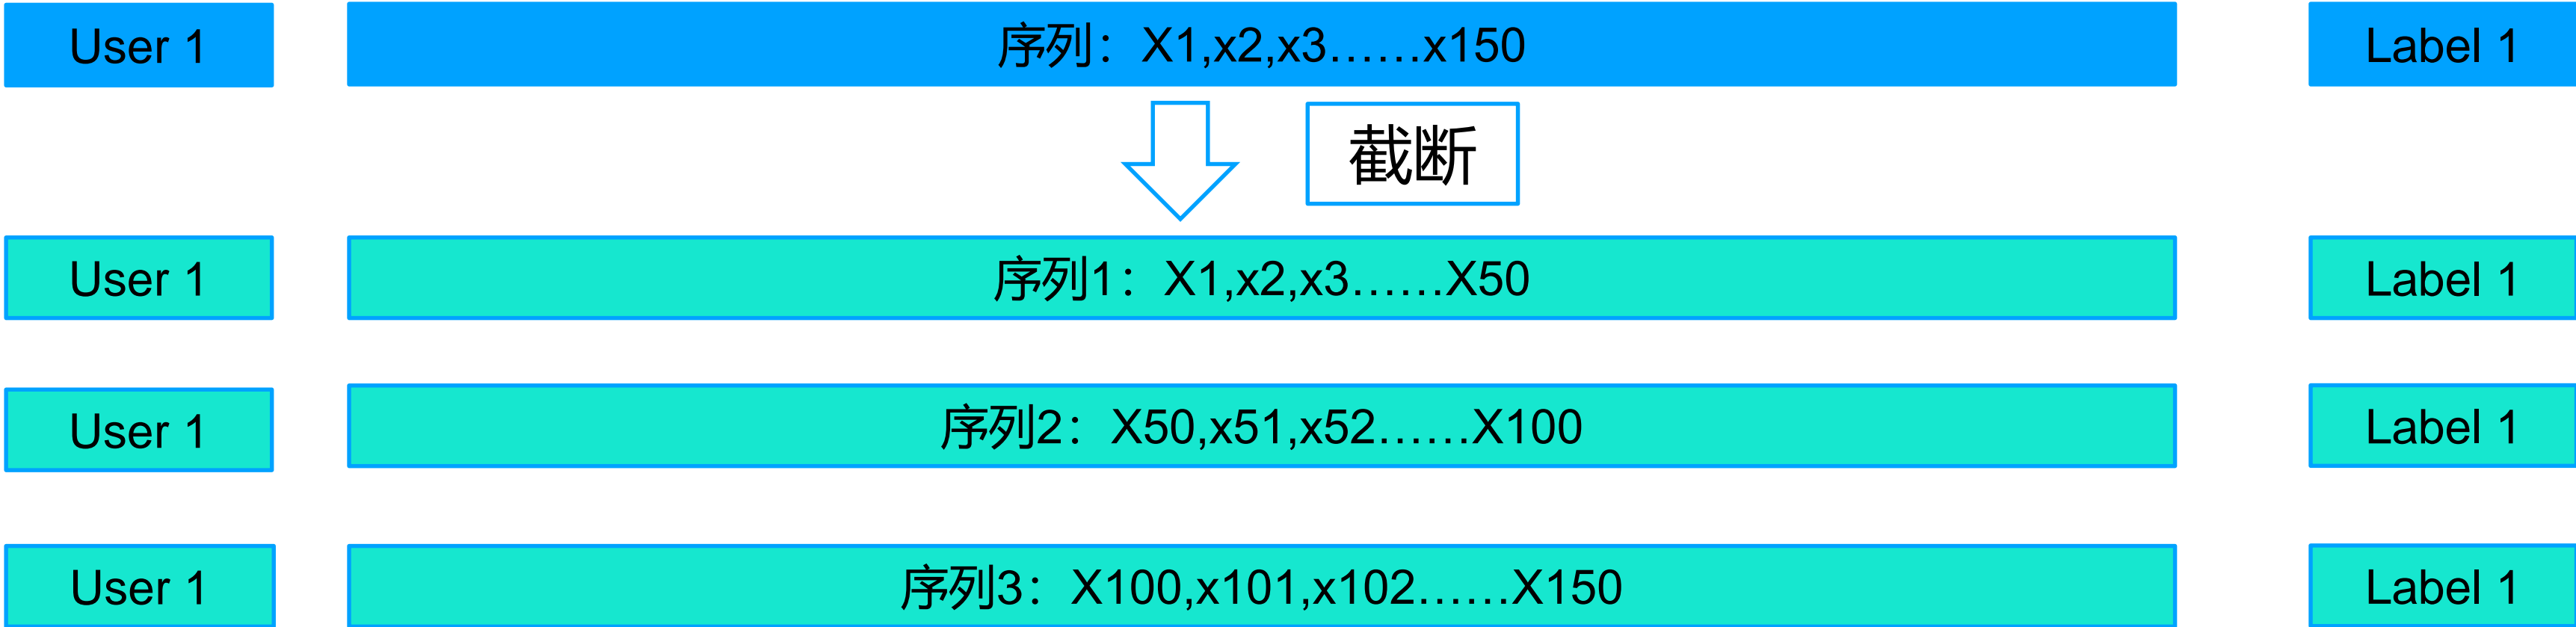 User 1 序列：X1,x2,x3……x150 Label 1
截断
User 1 序列1：X1,x2,x3……X50 Label 1
User 1 序列2：X50,x51,x52……X100 Label 1
User 1 序列3：X100,x101,x102……X150 Label 1